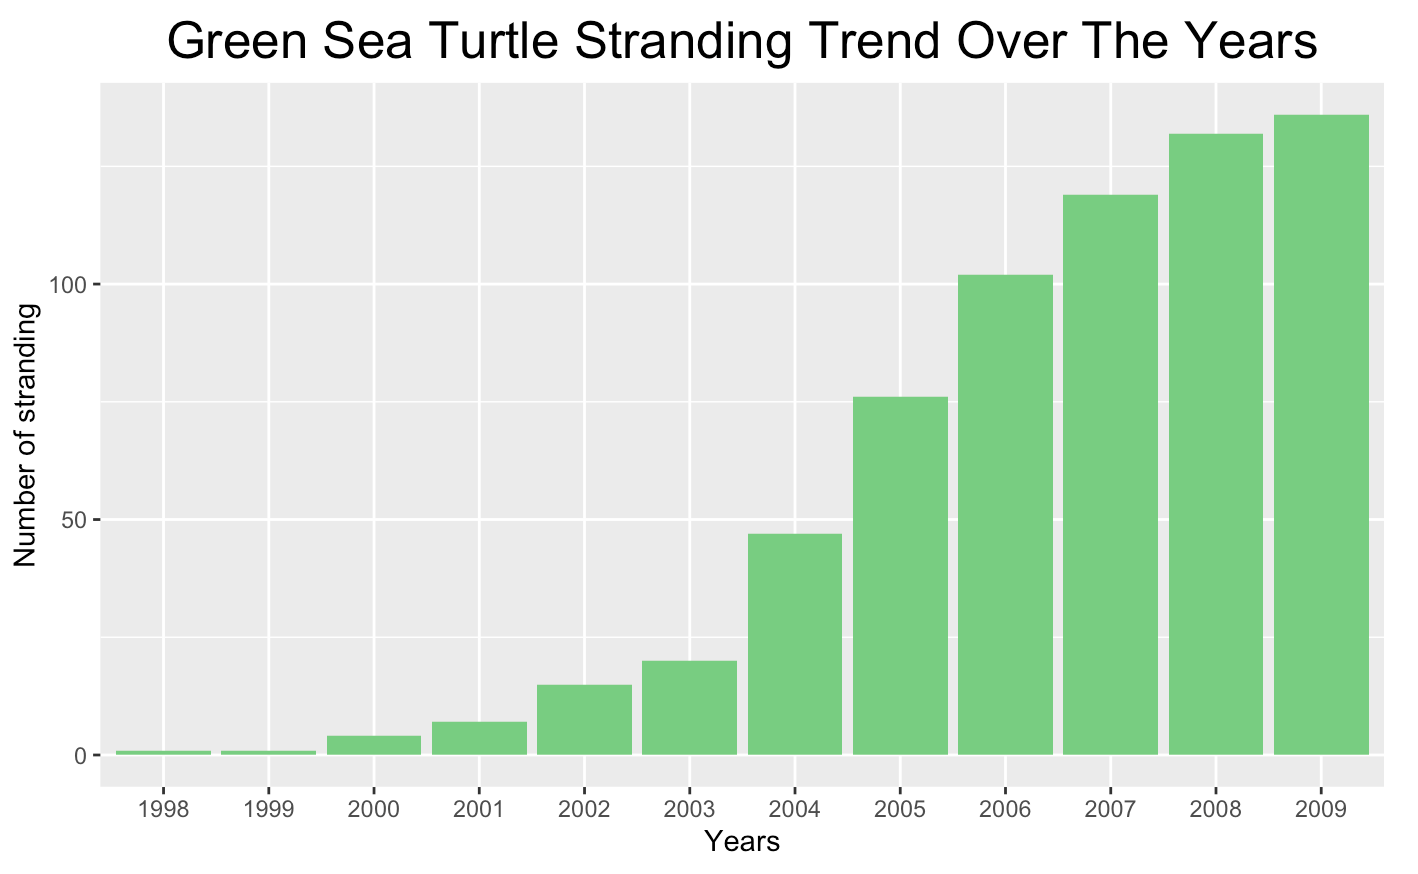 Green Sea Turtle Stranding Trend Over The Years
Number of stranding
100
50
0
1998 1999 2000 2001 2002 2003 2004 2005 2006 2007 2008 2009
Years